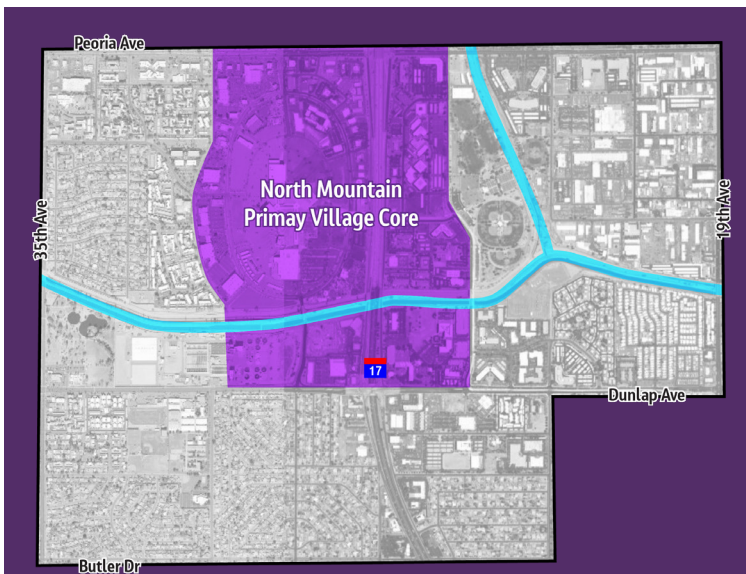 Peoria Ave
North Mountain
Primay Village Core
35th Ave
19th Ave
17
Dunlap Ave
Butler Dr